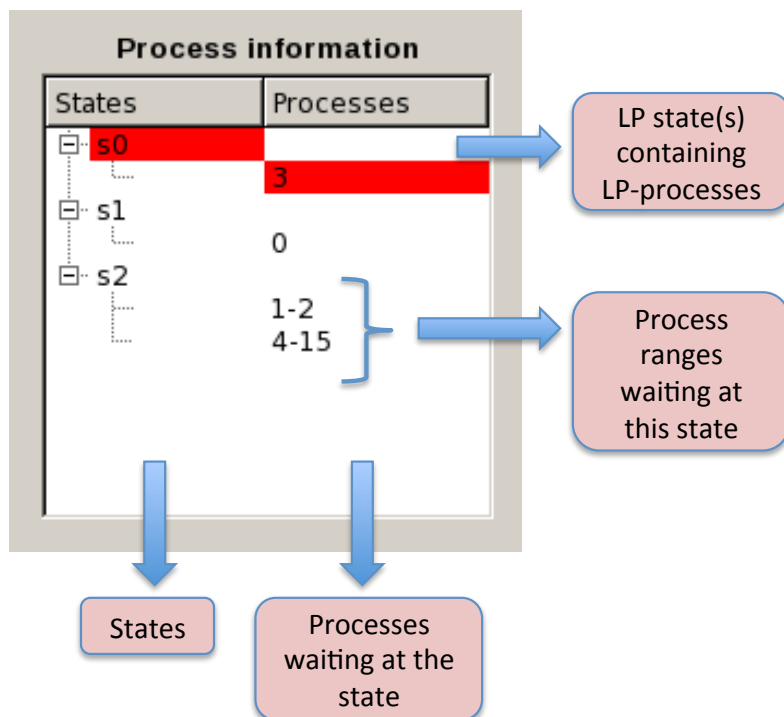 Process information
States Processes
s0
3
s1
0
s2
1-2
4-15
LP state(s)
containing
LP-processes
Process
ranges
waiting at
this state
States
Processes
waiting at the
state